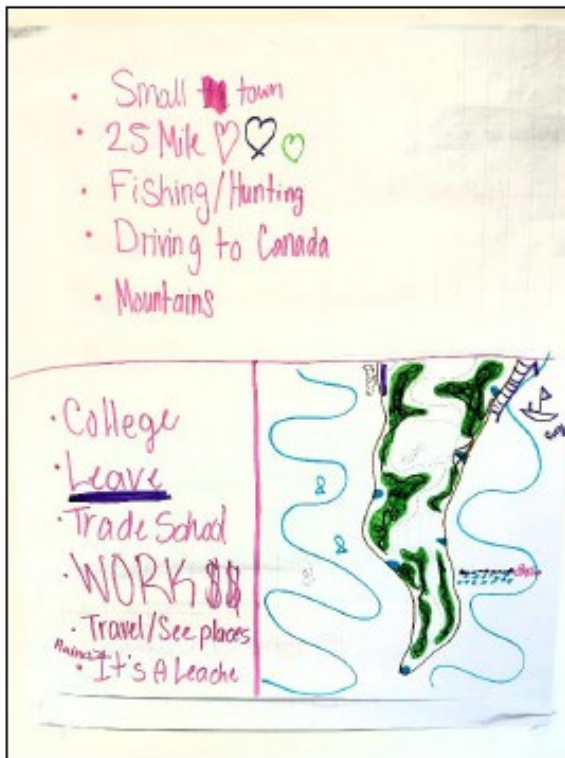 • Small town
• 25 Mile ♡ ♡ ♡
• Fishing/Hunting
• Driving to Canada
• Mountains
• College
• Leave
• Trade School
• WORK $$
• Travel/See places
• It's A Leache